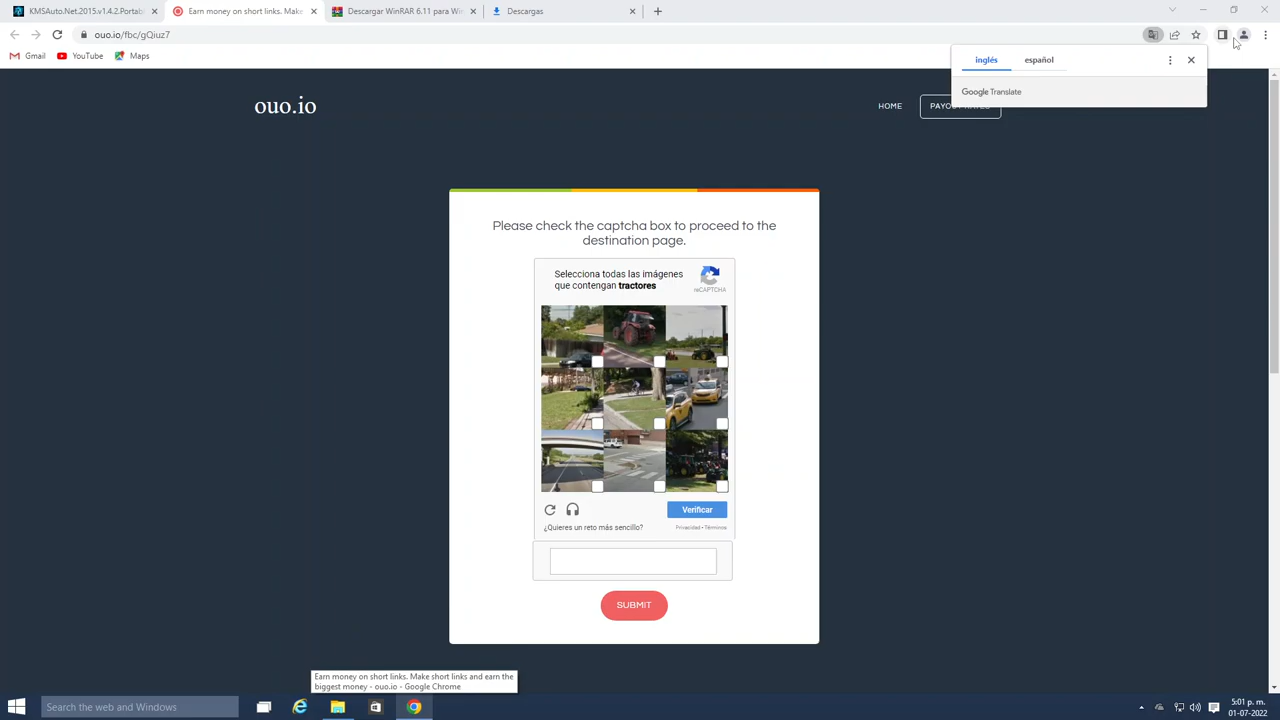 KMSAuto.Net.2015.v1.4.2.Portab
Earn money on short links. Make
Descargar WinRAR 6.11 para Win
Descargas
ouo.io/fbc/gQiuz7
Gmail
YouTube
Maps
inglés
español
Google Translate
ouo.io
HOME
Please check the captcha box to proceed to the
destination page.
Selecciona todas las imágenes
que contengan tractores
reCAPTCHA
Verificar
¿Quieres un reto más sencillo?
Privacidad • Términos
SUBMIT
Earn money on short links. Make short links and earn the
biggest money - ouo.io - Google Chrome
Search the web and Windows
5:01 p. m.
01-07-2022